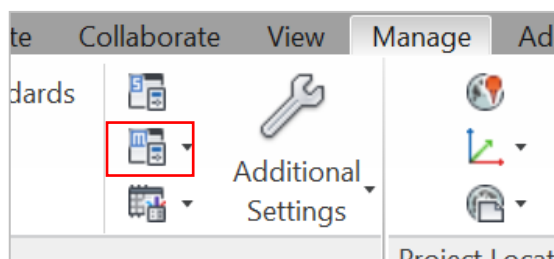 te Collaborate View Manage Ad
dards
S
m
Additional
Settings
Project Locat